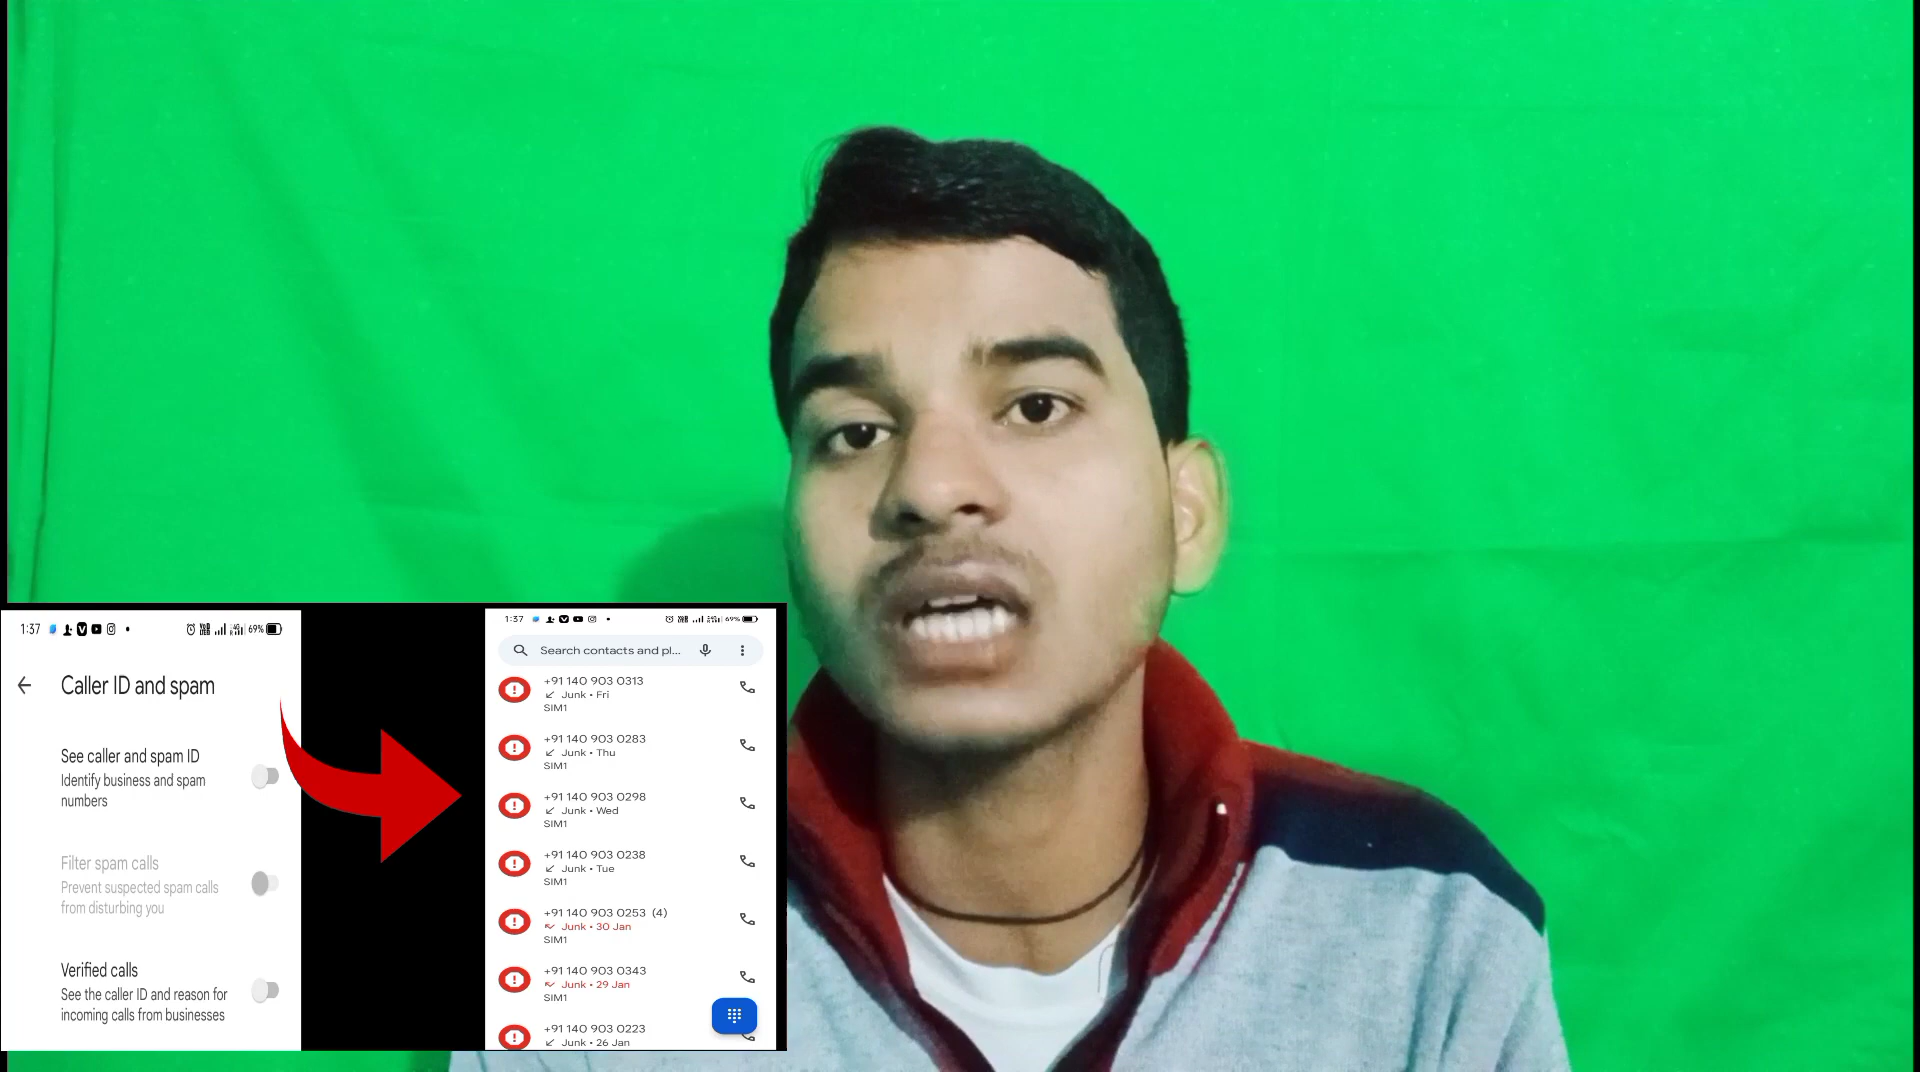 1:37
69%
Caller ID and spam
See caller and spam ID
Identify business and spam
numbers
Filter spam calls
Prevent suspected spam calls
from disturbing you
Verified calls
See the caller ID and reason for
incoming calls from businesses
1:37
69%
Search contacts and pl...
+91 140 903 0313
Junk • Fri
SIM1
+91 140 903 0283
Junk • Thu
SIM1
+91 140 903 0298
Junk • Wed
SIM1
+91 140 903 0238
Junk • Tue
SIM1
+91 140 903 0253 (4)
Junk • 30 Jan
SIM1
+91 140 903 0343
Junk • 29 Jan
SIM1
+91 140 903 0223
Junk • 26 Jan